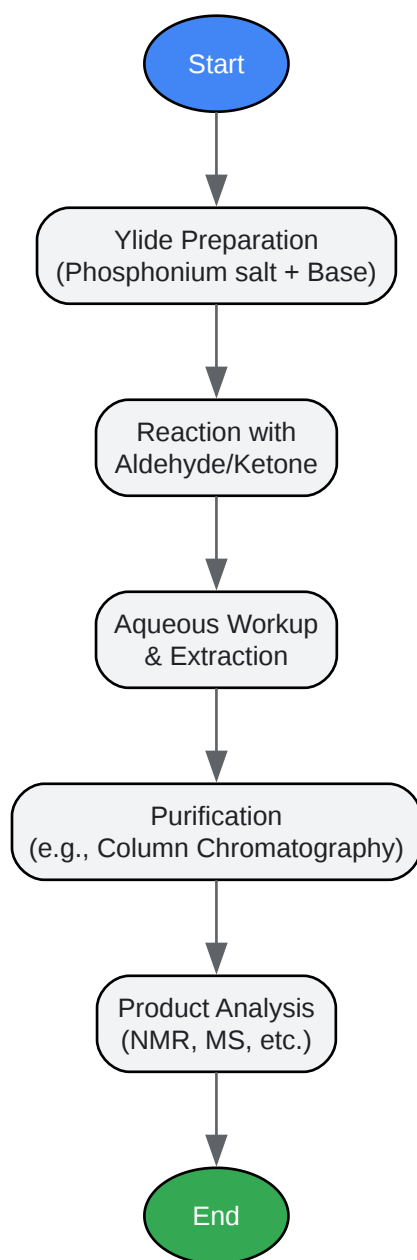 Start
Ylide Preparation
(Phosphonium salt + Base)
Reaction with
Aldehyde/Ketone
Aqueous Workup
& Extraction
Purification
(e.g., Column Chromatography)
Product Analysis
(NMR, MS, etc.)
End